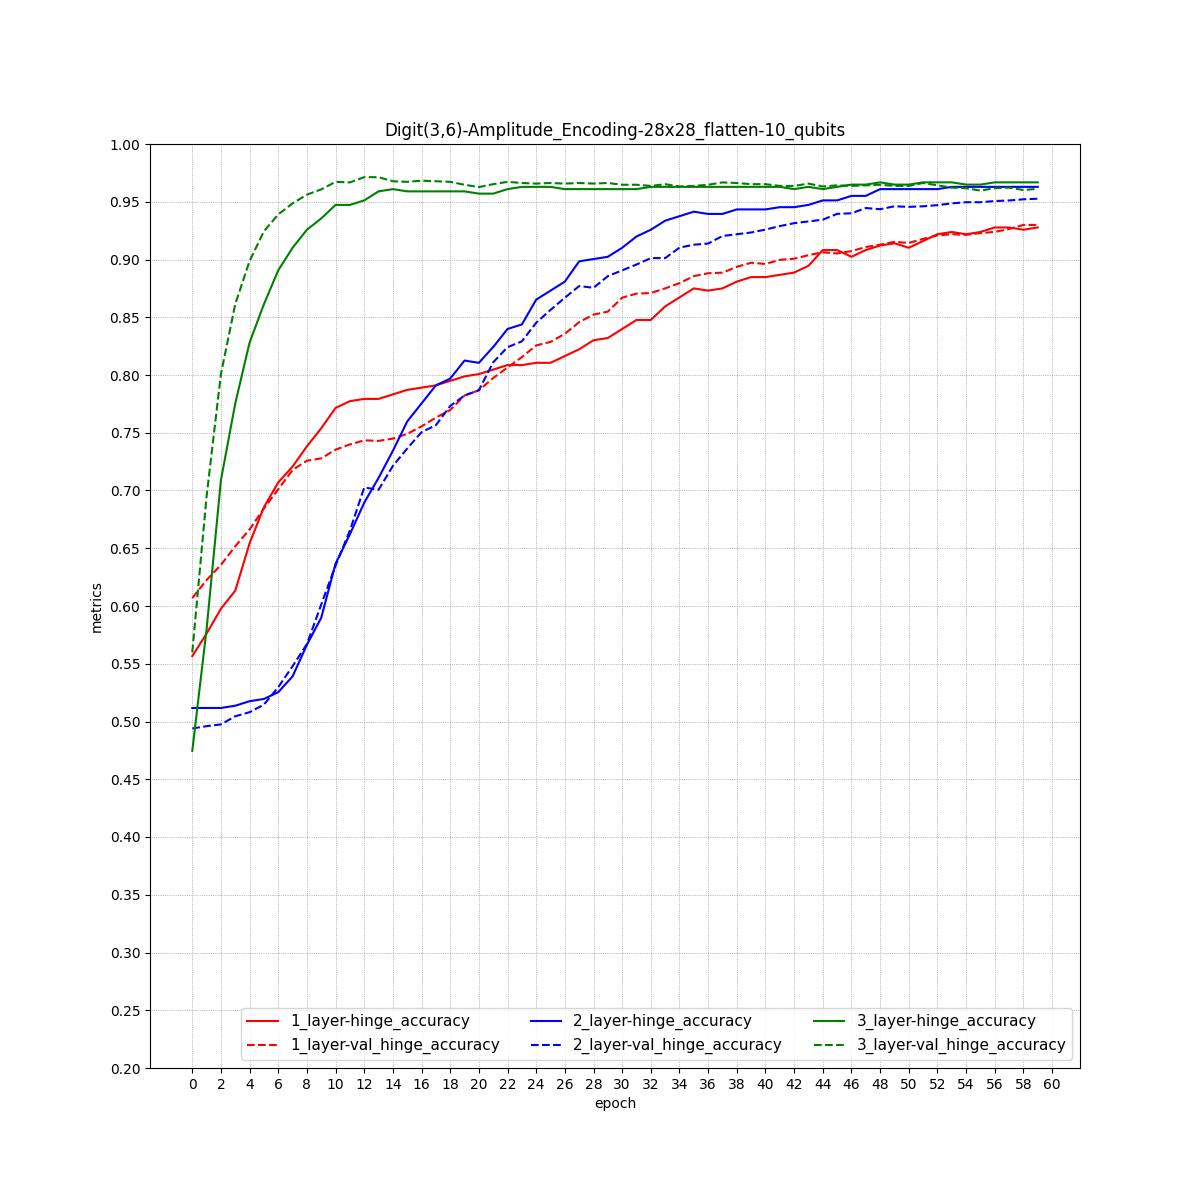 Digit(3,6)-Amplitude_Encoding-28x28_flatten-10_qubits
1.00
0.95
0.90
0.85
0.80
0.75
0.70
0.65
0.60
0.55
0.50
0.45
0.40
0.35
0.30
0.25
0.20
metrics
1_layer-hinge_accuracy 2_layer-hinge_accuracy 3_layer-hinge_accuracy
1_layer-val_hinge_accuracy 2_layer-val_hinge_accuracy 3_layer-val_hinge_accuracy
0 2 4 6 8 10 12 14 16 18 20 22 24 26 28 30 32 34 36 38 40 42 44 46 48 50 52 54 56 58 60
epoch